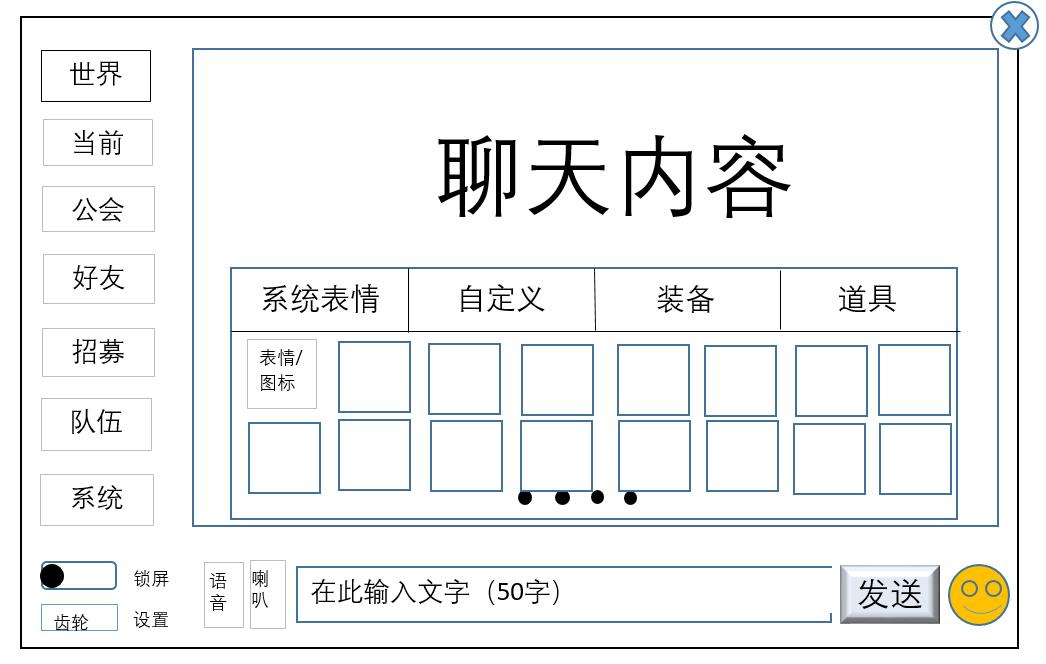 世界
当前
公会
好友
招募
队伍
系统
聊天内容
系统表情
自定义
装备
道具
表情/
图标
锁屏
齿轮
设置
语
音
喇
叭
在此输入文字（50字）
发送